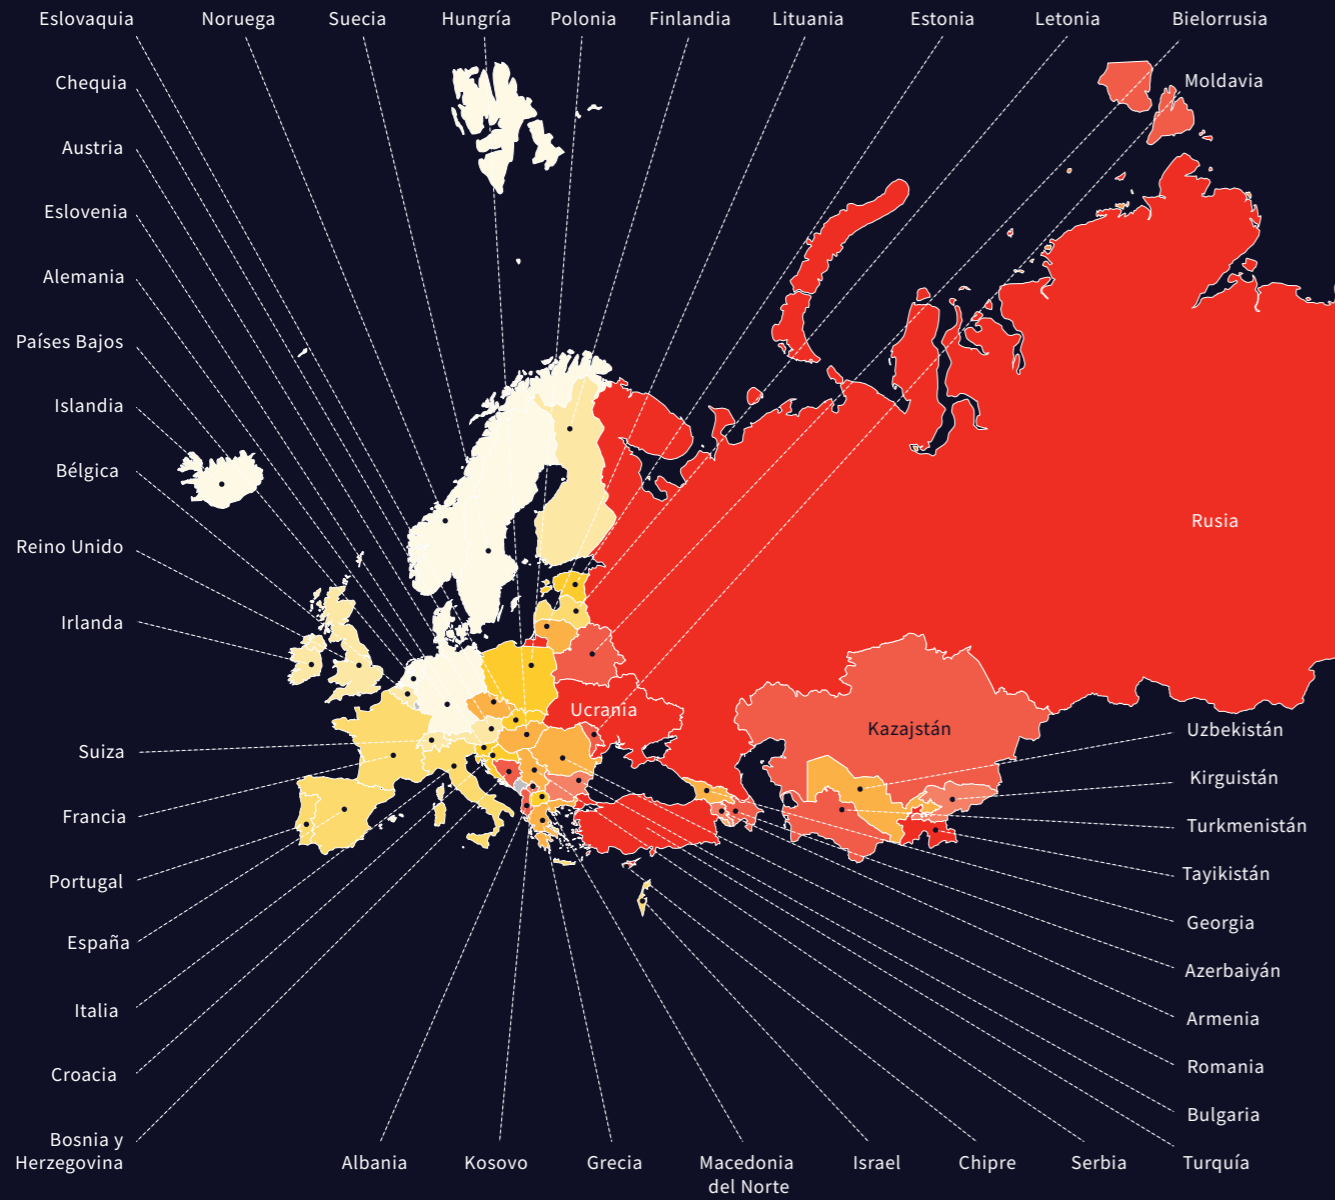 Eslovaquia
Noruega
Suecia
Hungría
Polonia
Finlandia
Lituania
Estonia
Letonia
Bielorrusia
Chequia
Moldavia
Austria
Eslovenia
Alemania
Países Bajos
Islandia
Bélgica
Rusia
Reino Unido
Irlanda
Ucrania
Kazajstán
Uzbekistán
Suiza
Kirguistán
Francia
Turkmenistán
Tayikistán
Portugal
Georgia
España
Azerbaiyán
Italia
Armenia
Romania
Croacia
Bulgaria
Bosnia y
Herzegovina
Albania
Kosovo
Grecia
Macedonia
del Norte
Israel
Chipre
Serbia
Turquía